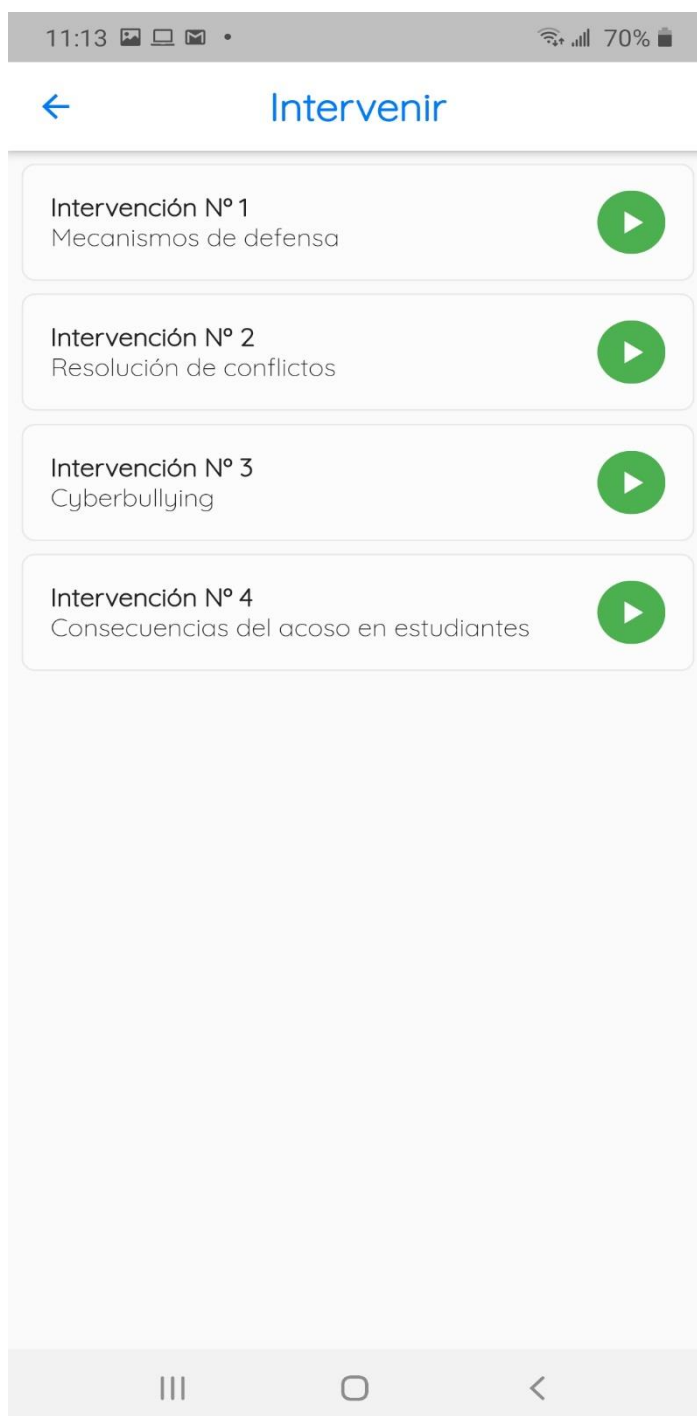 11:13
70%
Intervenir
Intervención Nº 1
Mecanismos de defensa
Intervención Nº 2
Resolución de conflictos
Intervención Nº 3
Cyberbullying
Intervención Nº 4
Consecuencias del acoso en estudiantes